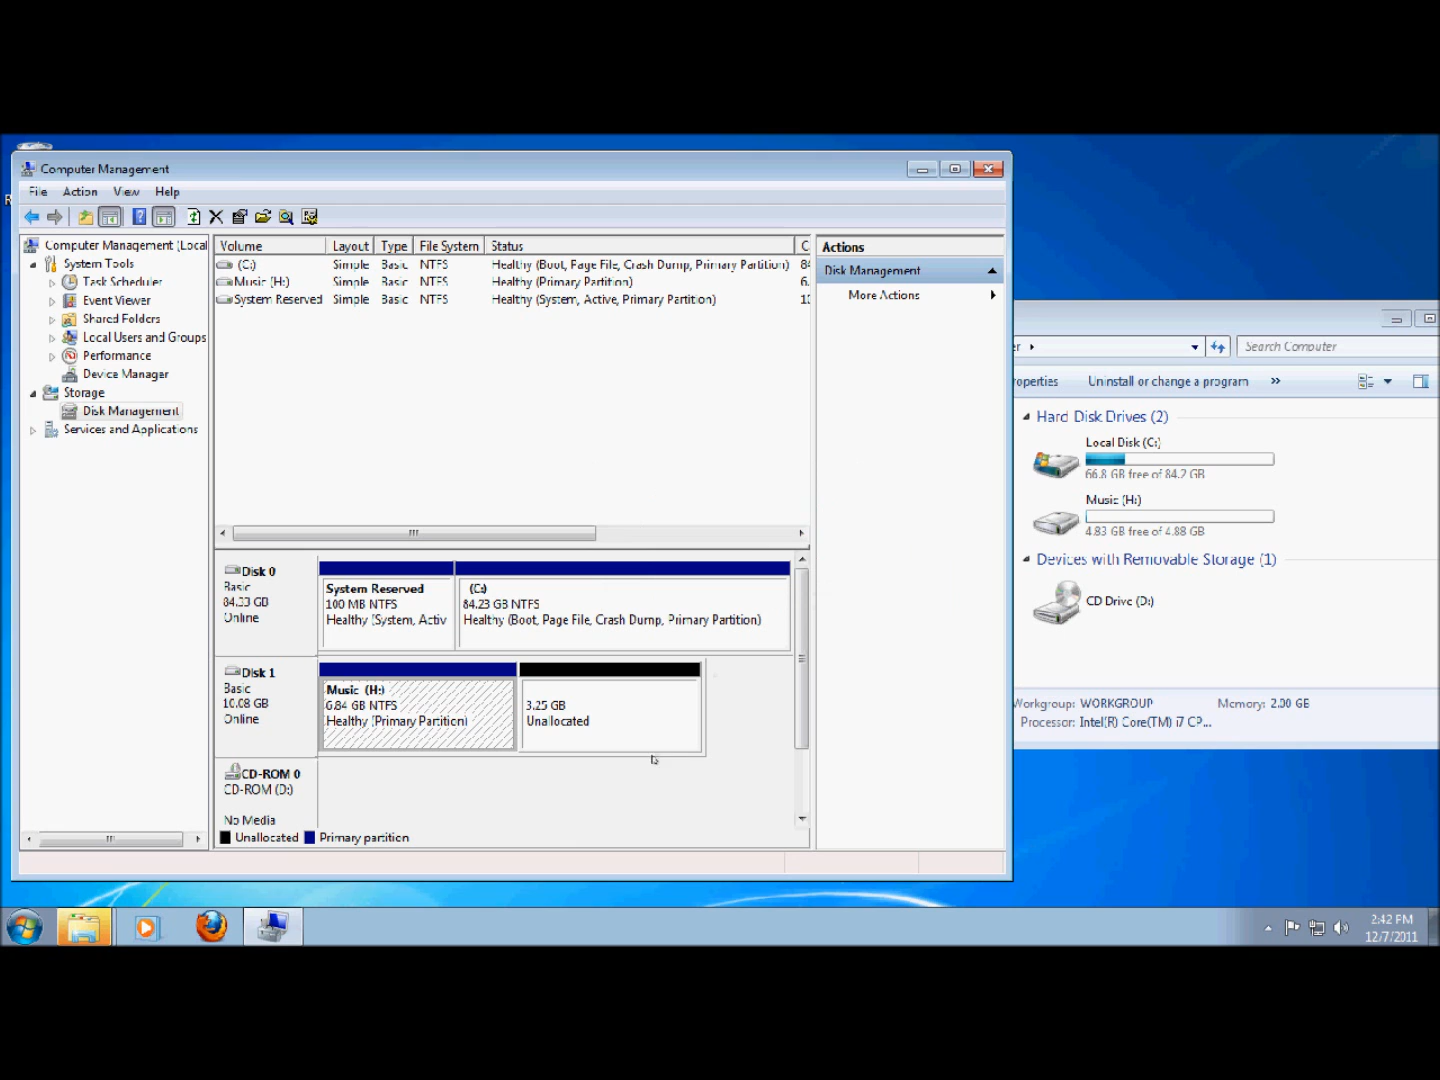 Computer Management
File Action View Help
Computer Management (Local
System Tools
Task Scheduler
Event Viewer
Shared Folders
Local Users and Groups
Performance
Device Manager
Storage
Disk Management
Services and Applications
Volume Layout Type File System Status C
(C:) Simple Basic NTFS Healthy (Boot, Page File, Crash Dump, Primary Partition) 84
Music (H:) Simple Basic NTFS Healthy (Primary Partition) 6.
System Reserved Simple Basic NTFS Healthy (System, Active, Primary Partition) 10
Disk 0
Basic
84.33 GB
Online
System Reserved
100 MB NTFS
Healthy (System, Activ
(C:)
84.23 GB NTFS
Healthy (Boot, Page File, Crash Dump, Primary Partition)
Disk 1
Basic
10.08 GB
Online
Music (H:)
6.84 GB NTFS
Healthy (Primary Partition)
3.25 GB
Unallocated
CD-ROM 0
CD-ROM (D:)
No Media
Unallocated Primary partition
Actions
Disk Management
More Actions
er
Search Computer
roperties Uninstall or change a program »
Hard Disk Drives (2)
Local Disk (C:)
66.8 GB free of 84.2 GB
Music (H:)
4.83 GB free of 4.88 GB
Devices with Removable Storage (1)
CD Drive (D:)
Workgroup: WORKGROUP Memory: 2.00 GB
Processor: Intel(R) Core(TM) i7 CP...
R
2:42 PM
12/7/2011